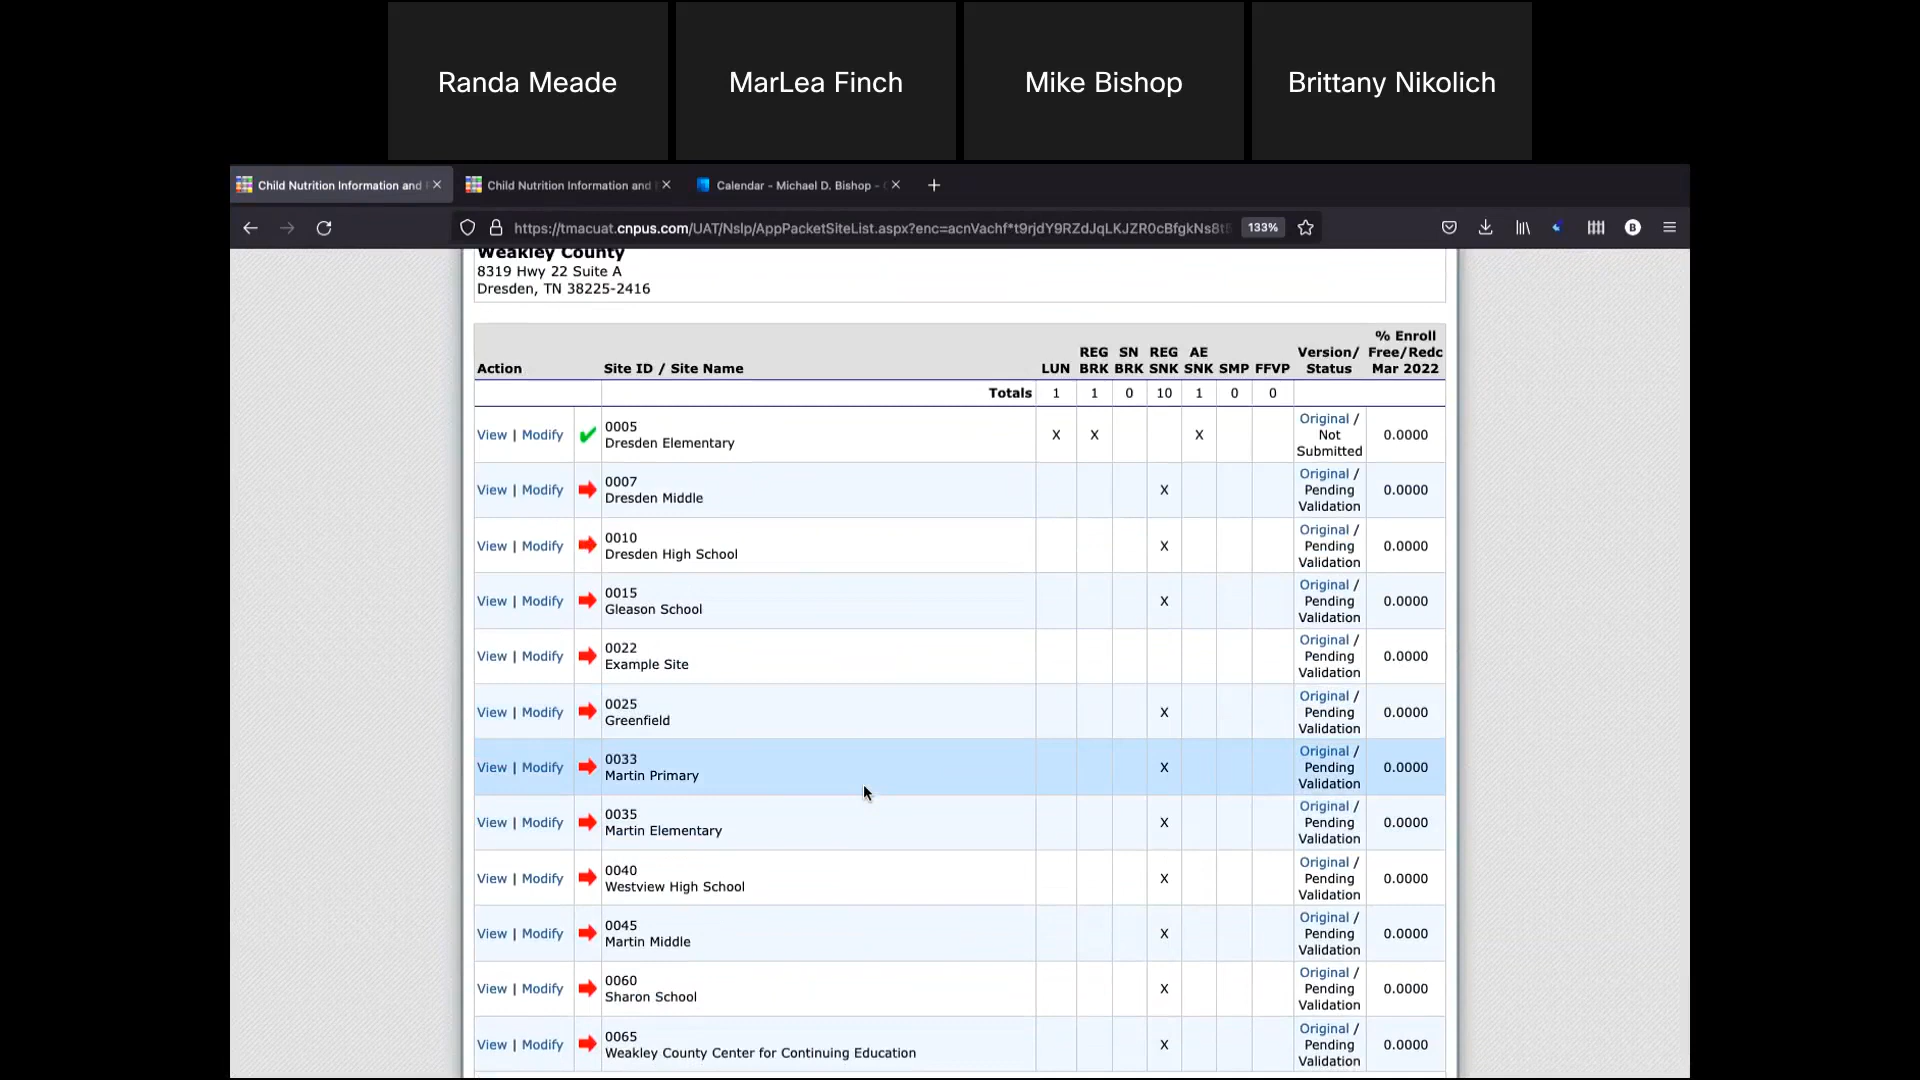 Randa Meade
MarLea Finch
Mike Bishop
Brittany Nikolich
Child Nutrition Information and
Child Nutrition Information and
Calendar - Michael D. Bishop -
https://tmacuat.cnpus.com/UAT/Nslp/AppPacketSiteList.aspx?enc=acnVachf*t9rjdY9RZdJqLKJZR0cBfgkNs8t
133%
B
Weakley County
8319 Hwy 22 Suite A
Dresden, TN 38225-2416
Action Site ID / Site Name LUN REG BRK SN BRK REG SNK AE SNK SMP FFVP Version/ Status % Enroll Free/Redc Mar 2022
Totals 1 1 0 10 1 0 0
View | Modify 0005 Dresden Elementary X X X Original / Not Submitted 0.0000
View | Modify 0007 Dresden Middle X Original / Pending Validation 0.0000
View | Modify 0010 Dresden High School X Original / Pending Validation 0.0000
View | Modify 0015 Gleason School X Original / Pending Validation 0.0000
View | Modify 0022 Example Site Original / Pending Validation 0.0000
View | Modify 0025 Greenfield X Original / Pending Validation 0.0000
View | Modify 0033 Martin Primary X Original / Pending Validation 0.0000
View | Modify 0035 Martin Elementary X Original / Pending Validation 0.0000
View | Modify 0040 Westview High School X Original / Pending Validation 0.0000
View | Modify 0045 Martin Middle X Original / Pending Validation 0.0000
View | Modify 0060 Sharon School X Original / Pending Validation 0.0000
View | Modify 0065 Weakley County Center for Continuing Education X Original / Pending Validation 0.0000